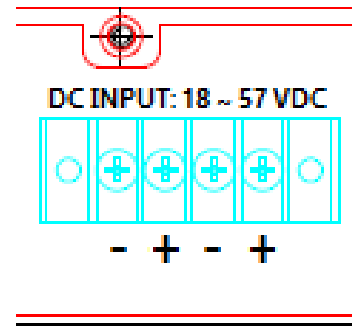 DC INPUT: 18 ~ 57 VDC
- + - +